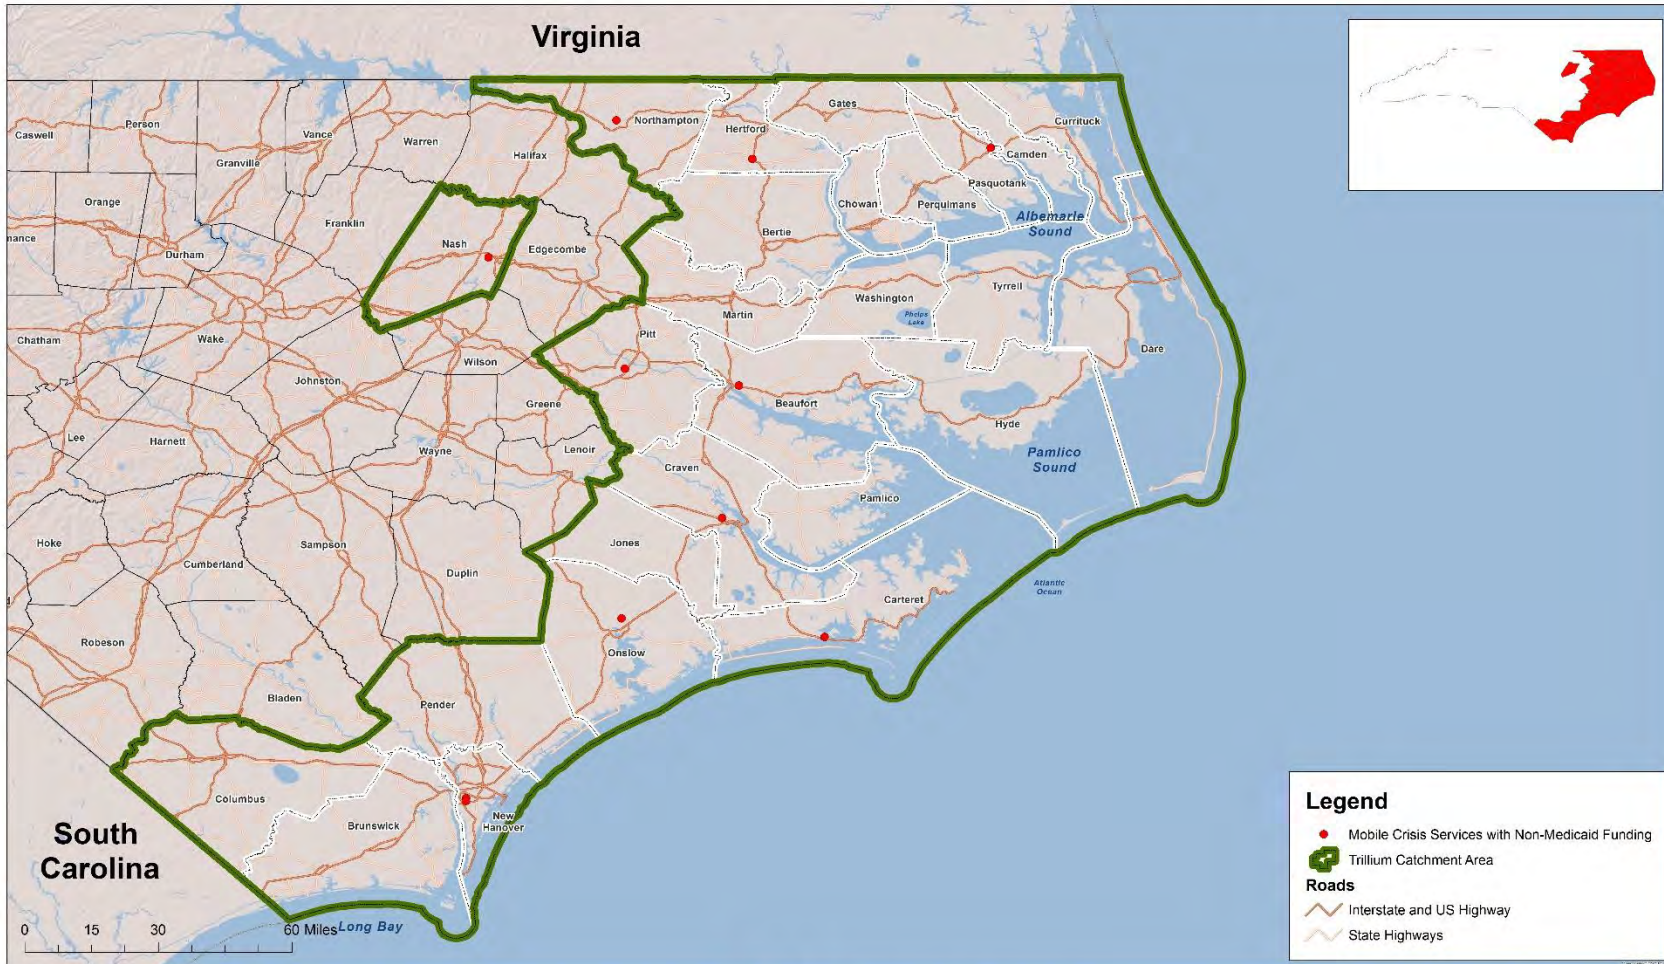 Virginia
Caswell
Person
Vance
Granville
Warren
Northampton
Hertford
Gates
Currituck
Camden
Halifax
Pasquotank
Orange
Franklin
Chowan
Perquimans
Albemarle
Sound
mance
Durham
Nash
Edgecombe
Bertie
Washington
Tyrrell
Phelps
Lake
Martin
Chatham
Wake
Pitt
Dare
Wilson
Johnston
Greene
Beaufort
Hyde
Lee
Harnett
Wayne
Lenoir
Craven
Pamlico
Sound
Pamlico
Hoke
Sampson
Jones
Cumberland
Duplin
Atlantic
Ocean
Carteret
Robeson
Onslow
Bladen
Pender
Columbus
Brunswick
New
Hanover
South
Carolina
Long Bay
0 15 30 60 Miles
Legend
Mobile Crisis Services with Non-Medicaid Funding
Trillium Catchment Area
Roads
Interstate and US Highway
State Highways